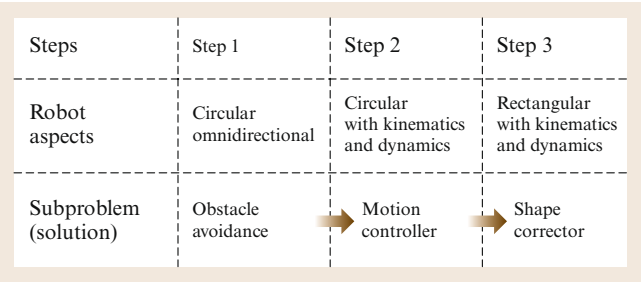 Steps
Step 1
Step 2
Step 3
Robot
aspects
Circular
omnidirectional
Circular
with kinematics
and dynamics
Rectangular
with kinematics
and dynamics
Subproblem
(solution)
Obstacle
avoidance
Motion
controller
Shape
corrector